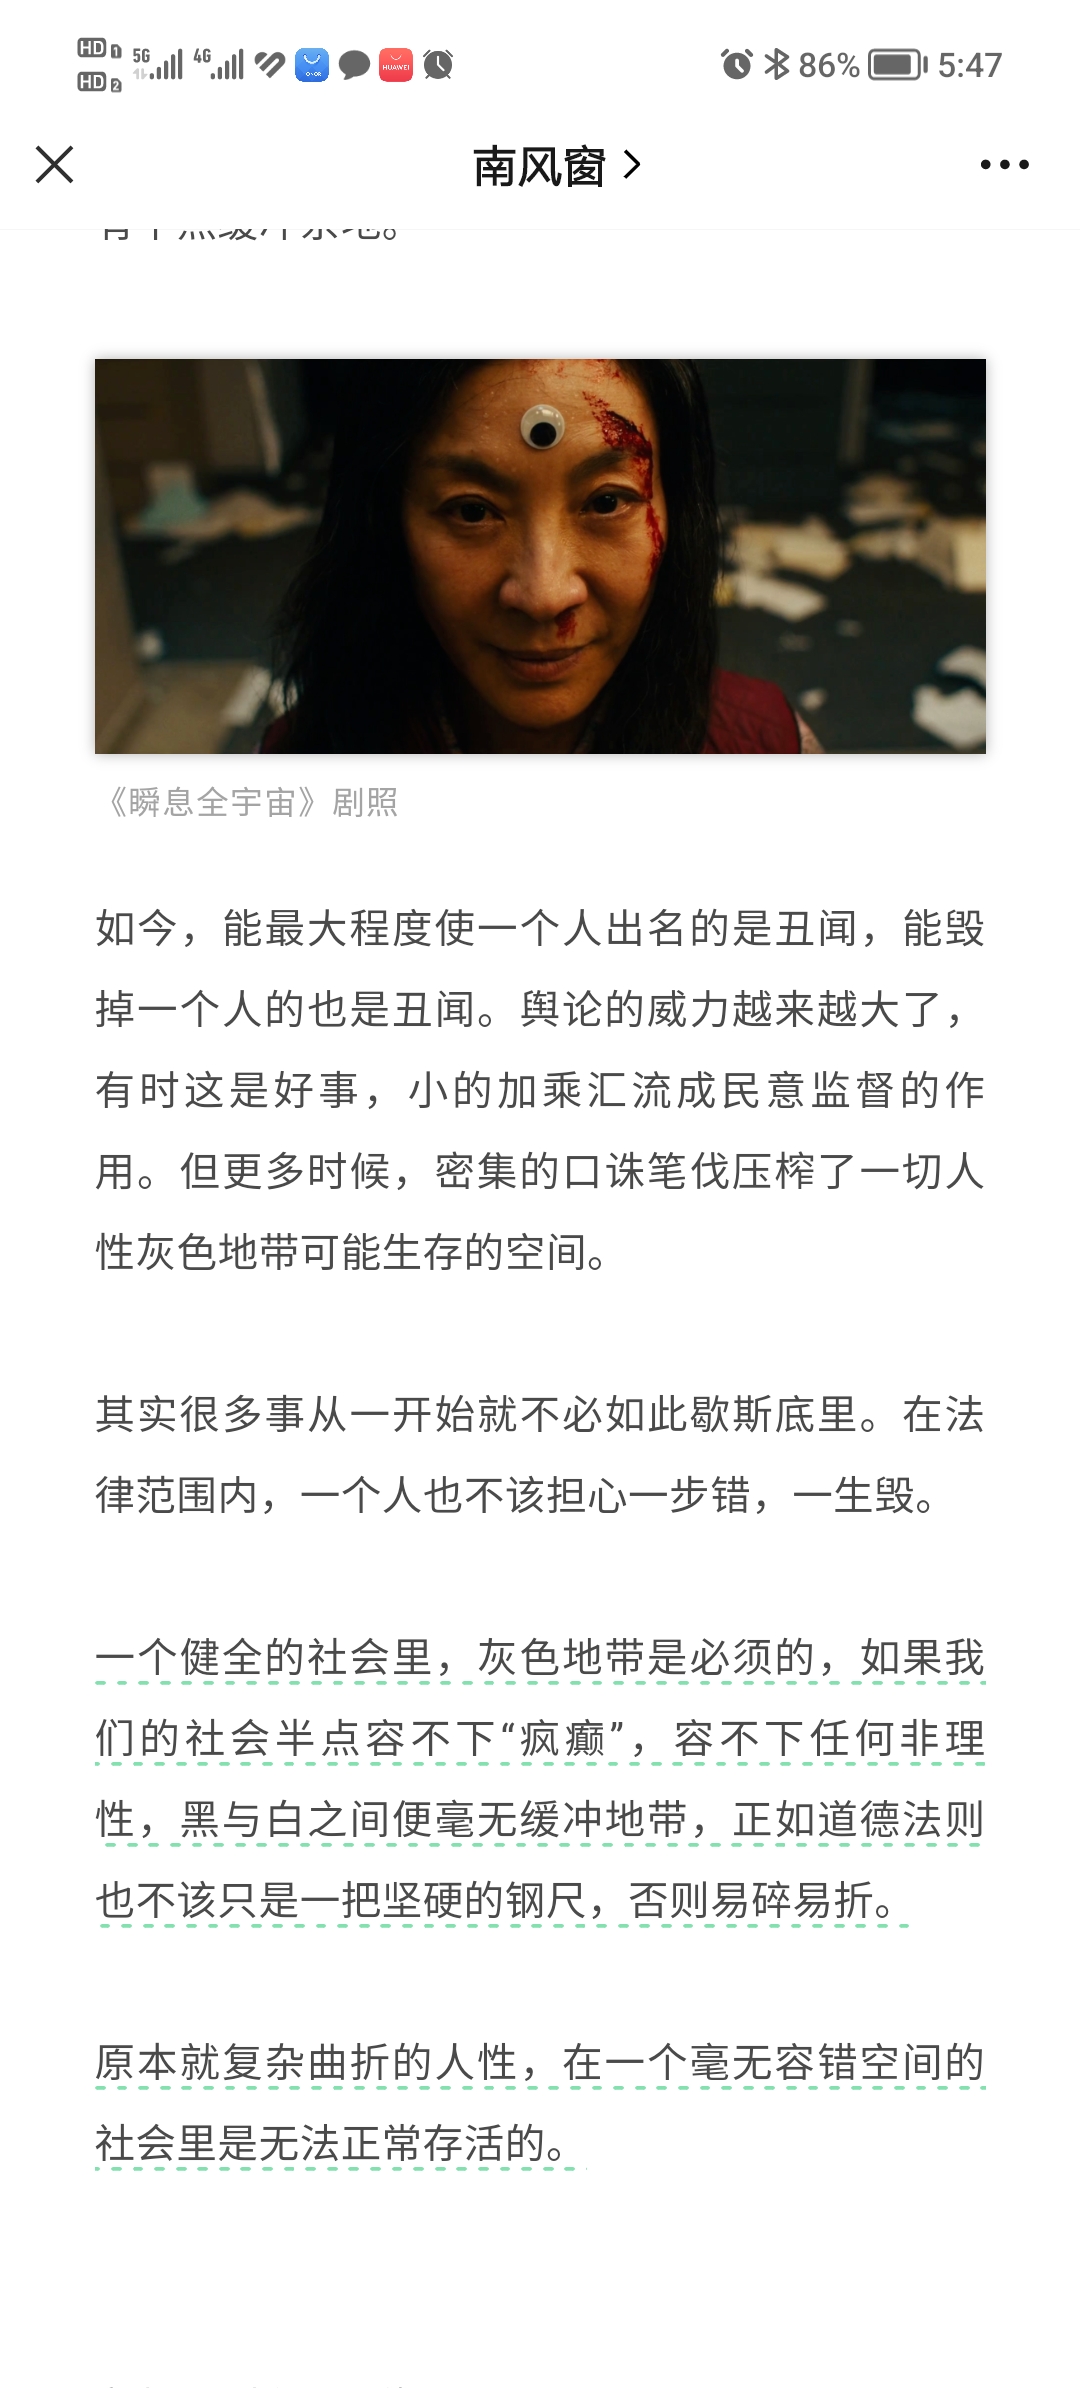 HD 1 5G 4G 86% 5:47
HD 2
HUAWEI
南风窗
《瞬息全宇宙》剧照
如今，能最大程度使一个人出名的是丑闻，能毁
掉一个人的也是丑闻。舆论的威力越来越大了，
有时这是好事，小的加乘汇流成民意监督的作
用。但更多时候，密集的口诛笔伐压榨了一切人
性灰色地带可能生存的空间。
其实很多事从一开始就不必如此歇斯底里。在法
律范围内，一个人也不该担心一步错，一生毁。
一个健全的社会里，灰色地带是必须的，如果我
们的社会半点容不下“疯癫”，容不下任何非理
性，黑与白之间便毫无缓冲地带，正如道德法则
也不该只是一把坚硬的钢尺，否则易碎易折。
原本就复杂曲折的人性，在一个毫无容错空间的
社会里是无法正常存活的。